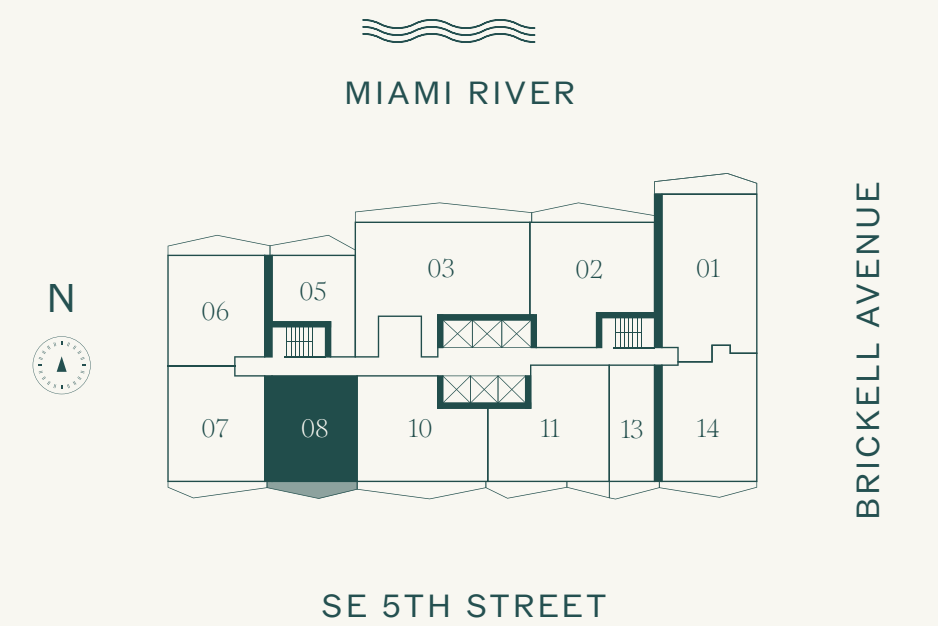 MIAMI RIVER
01
03
02
05
06
N
07
08
10
11
13
14
BRICKELL AVENUE
SE 5TH STREET